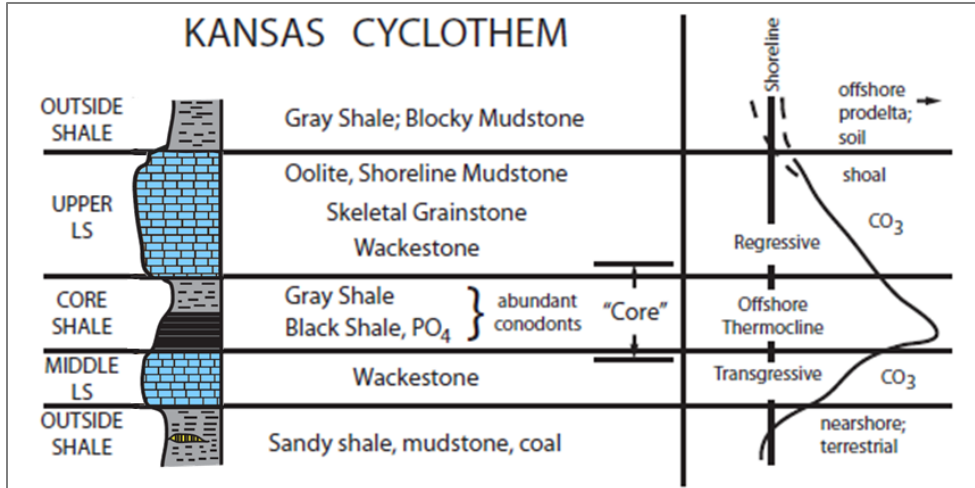 KANSAS CYCLOTHEM
Shoreline
OUTSIDE
SHALE
Gray Shale; Blocky Mudstone
offshore
prodelta;
soil
UPPER
LS
Oolite, Shoreline Mudstone
Skeletal Grainstone
Wackestone
shoal
CO3
Regressive
CORE
SHALE
Gray Shale
Black Shale, PO4
abundant
conodonts
"Core"
Offshore
Thermocline
MIDDLE
LS
Wackestone
Transgressive
CO3
OUTSIDE
SHALE
Sandy shale, mudstone, coal
nearshore;
terrestrial